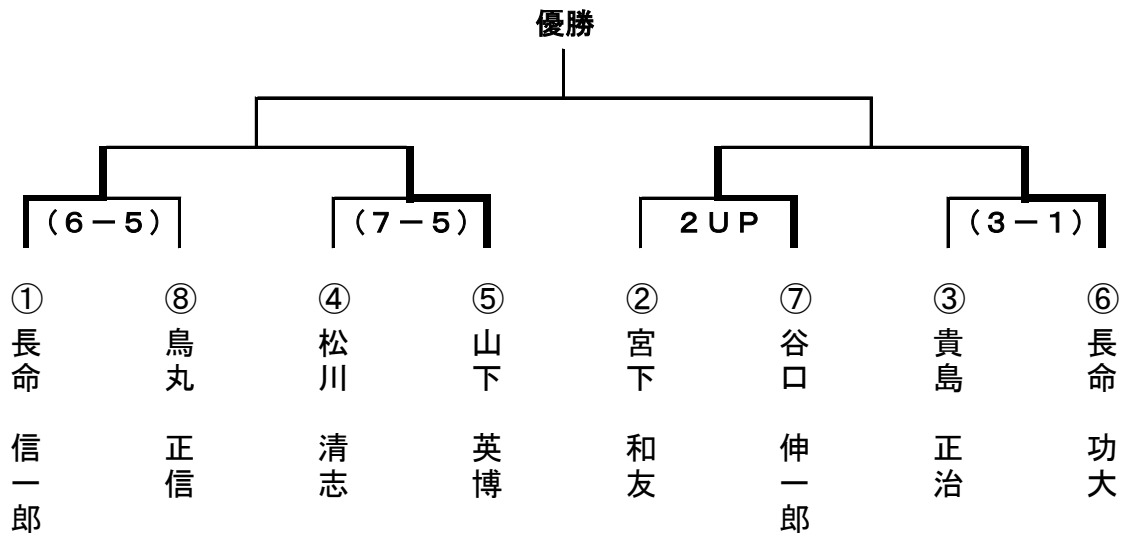 優勝
(6-5)
(7-5)
2UP
(3-1)
①長命 信一郎
⑧鳥丸 正信
④松川 清志
⑤山下 英博
②宮下 和友
⑦谷口 伸一郎
③貴島 正治
⑥長命 功大